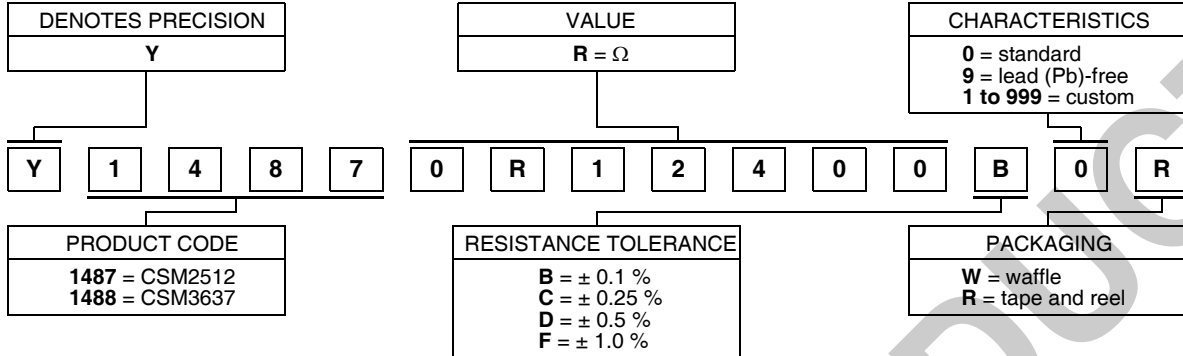 DENOTES PRECISION
Y
VALUE
R = Ω
CHARACTERISTICS
0 = standard
9 = lead (Pb)-free
1 to 999 = custom
Y 1 4 8 7 0 R 1 2 4 0 0 B 0 R
PRODUCT CODE
1487 = CSM2512
1488 = CSM3637
RESISTANCE TOLERANCE
B = ± 0.1 %
C = ± 0.25 %
D = ± 0.5 %
F = ± 1.0 %
PACKAGING
W = waffle
R = tape and reel